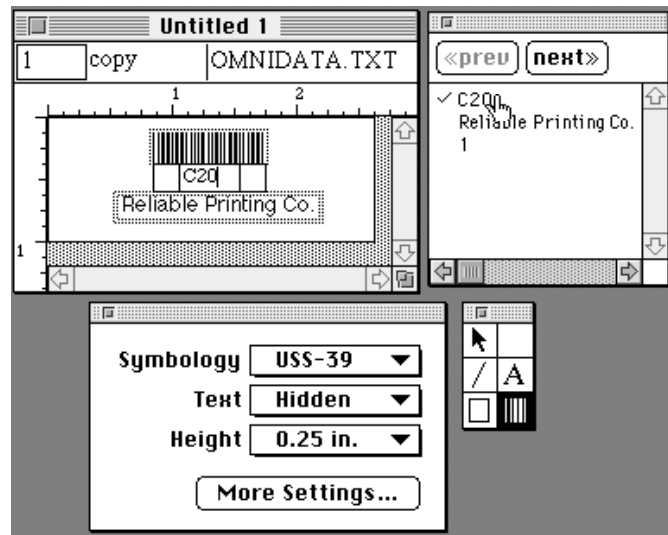 Untitled 1
1 copy OMNIDATA.TXT
1 2
C20
Reliable Printing Co.
1
«prev next»
✓ C200
Reliable Printing Co.
1
Symbology USS-39
Text Hidden
Height 0.25 in.
More Settings...
A